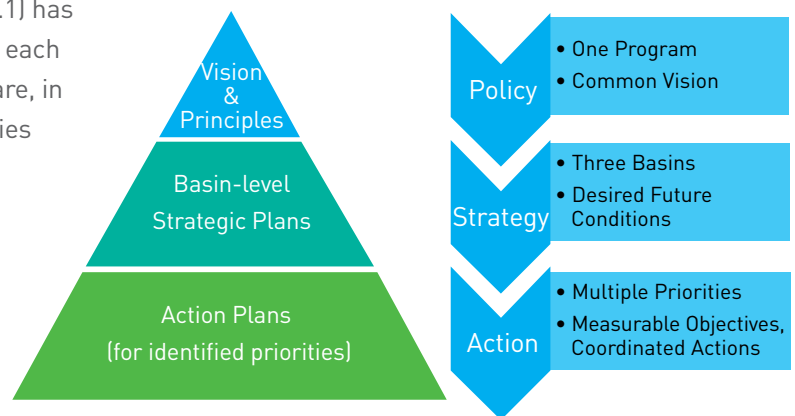 .1) has
each
are, in
ies
Vision
&
Principles
Basin-level
Strategic Plans
Action Plans
(for identified priorities)
Policy
• One Program
• Common Vision
Strategy
• Three Basins
• Desired Future
Conditions
Action
• Multiple Priorities
• Measurable Objectives,
Coordinated Actions